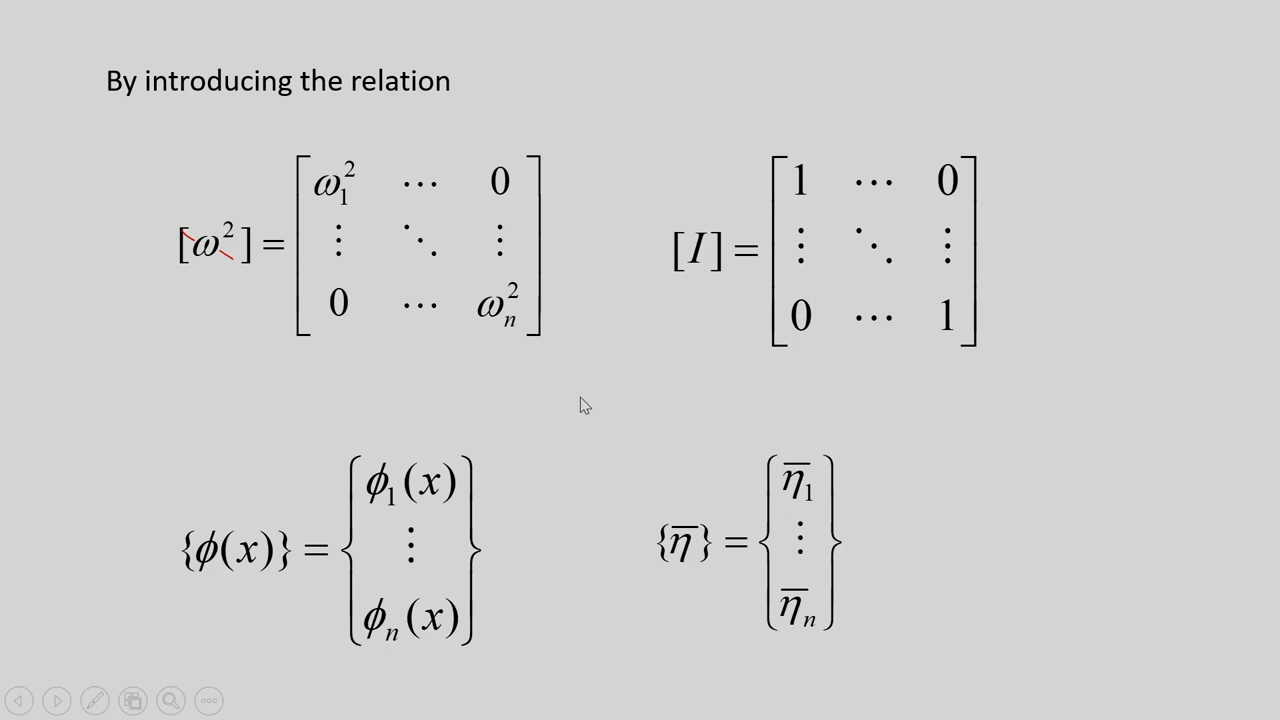 By introducing the relation
[ω²] = [ω₁² ⋯ 0
⋮ ⋱ ⋮
0 ⋯ ωₙ²]
[I] = [1 ⋯ 0
⋮ ⋱ ⋮
0 ⋯ 1]
{ϕ(x)} = {ϕ₁(x)
⋮
ϕₙ(x)}
{η̅} = {η̅₁
⋮
η̅ₙ}